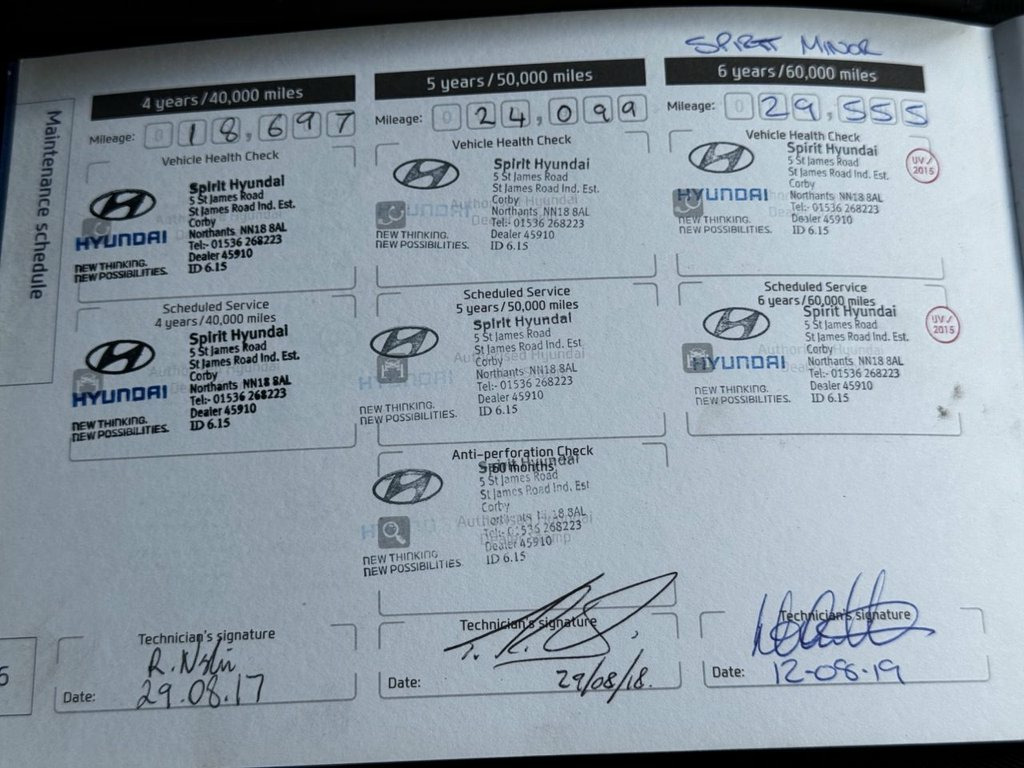 SPIRIT MINOR
Maintenance schedule
4 years/40,000 miles
Mileage: 018,697
Vehicle Health Check
Spirit Hyundai
5 St James Road
St James Road Ind. Est.
Corby
Northants NN18 8AL
Tel:- 01536 268223
Dealer 45910
ID 6.15
HYUNDAI
NEW THINKING.
NEW POSSIBILITIES.
Scheduled Service
4 years/40,000 miles
Spirit Hyundai
5 St James Road
St James Road Ind. Est.
Corby
Northants NN18 8AL
Tel:- 01536 268223
Dealer 45910
ID 6.15
HYUNDAI
NEW THINKING.
NEW POSSIBILITIES.
Technician's signature
Date: 29.08.17
5 years/50,000 miles
Mileage: 024,099
Vehicle Health Check
Spirit Hyundai
5 St James Road
St James Road Ind. Est.
Corby
Northants NN18 8AL
Tel:- 01536 268223
Dealer 45910
ID 6.15
HYUNDAI
NEW THINKING.
NEW POSSIBILITIES.
Scheduled Service
5 years/50,000 miles
Spirit Hyundai
5 St James Road
St James Road Ind. Est.
Corby
Northants NN18 8AL
Tel:- 01536 268223
Dealer 45910
ID 6.15
HYUNDAI
NEW THINKING.
NEW POSSIBILITIES.
Anti-perforation Check
60 months
Spirit Hyundai
5 St James Road
St James Road Ind. Est
Corby
Northants NN18 8AL
Tel:- 01536 268223
Dealer 45910
ID 6.15
NEW THINKING.
NEW POSSIBILITIES.
Technician's signature
Date: 29/08/18.
6 years/60,000 miles
Mileage: 029,555
Vehicle Health Check
Spirit Hyundai
5 St James Road
St James Road Ind. Est.
Corby
Northants NN18 8AL
Tel:- 01536 268223
Dealer 45910
ID 6.15
HYUNDAI
NEW THINKING.
NEW POSSIBILITIES.
UV✓
2015
Scheduled Service
6 years/60,000 miles
Spirit Hyundai
5 St James Road
St James Road Ind. Est.
Corby
Northants NN18 8AL
Tel:- 01536 268223
Dealer 45910
ID 6.15
HYUNDAI
NEW THINKING.
NEW POSSIBILITIES.
UV✓
2015
Technician's signature
Date: 12-08-19